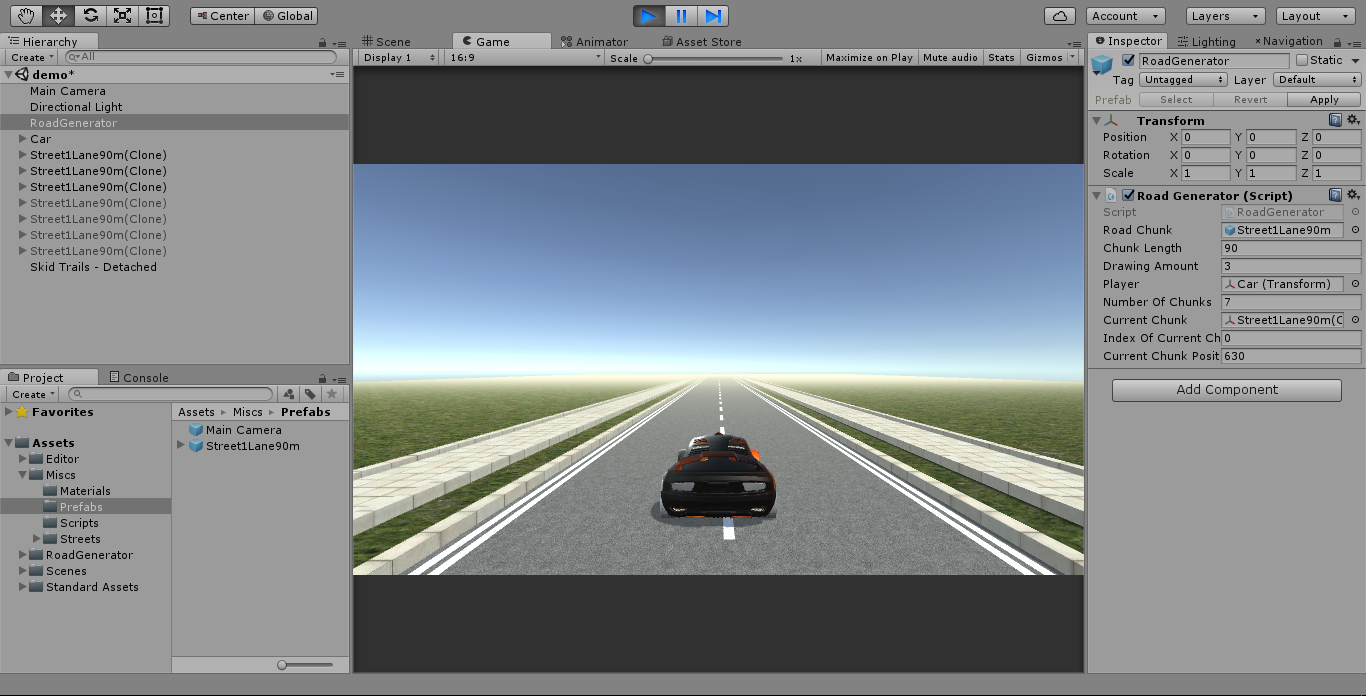 Center Global
Account Layers Layout
Hierarchy
Create All
demo*
Main Camera
Directional Light
RoadGenerator
Car
Street1Lane90m(Clone)
Street1Lane90m(Clone)
Street1Lane90m(Clone)
Street1Lane90m(Clone)
Street1Lane90m(Clone)
Street1Lane90m(Clone)
Street1Lane90m(Clone)
Skid Trails - Detached
Project Console
Create
Favorites
Assets
Editor
Miscs
Materials
Prefabs
Scripts
Streets
RoadGenerator
Scenes
Standard Assets
Assets Miscs Prefabs
Main Camera
Street1Lane90m
Scene Game Animator Asset Store
Display 1 16:9 Scale 1x Maximize on Play Mute audio Stats Gizmos
Inspector Lighting Navigation
RoadGenerator Static
Tag Untagged Layer Default
Prefab Select Revert Apply
Transform
Position X 0 Y 0 Z 0
Rotation X 0 Y 0 Z 0
Scale X 1 Y 1 Z 1
Road Generator (Script)
Script RoadGenerator
Road Chunk Street1Lane90m
Chunk Length 90
Drawing Amount 3
Player Car (Transform)
Number Of Chunks 7
Current Chunk Street1Lane90m(C
Index Of Current Ch 0
Current Chunk Posit 630
Add Component